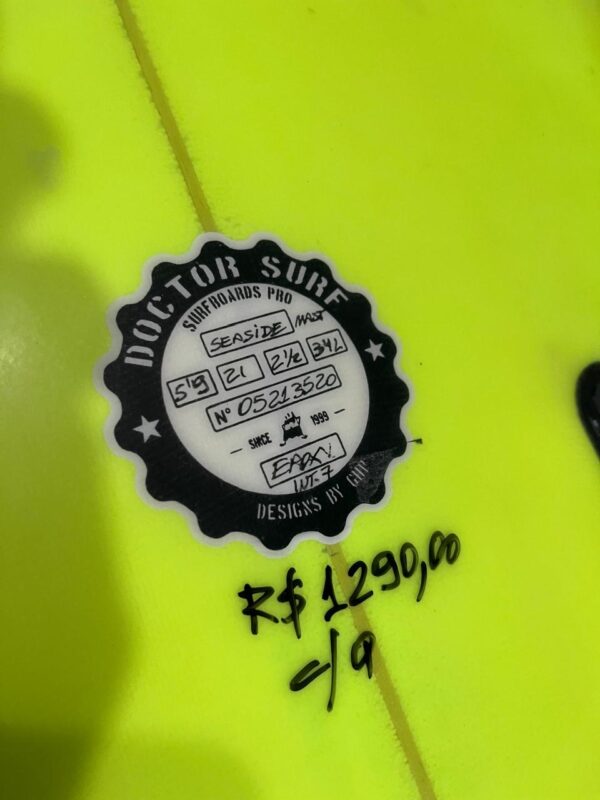 DOCTOR SURF
SURFBOARDS PRO
SEASIDE
5'9 21 2½ 34L
Nº 05213520
SINCE 1999
EPOXY
DESIGNS BY
R$ 1290,00